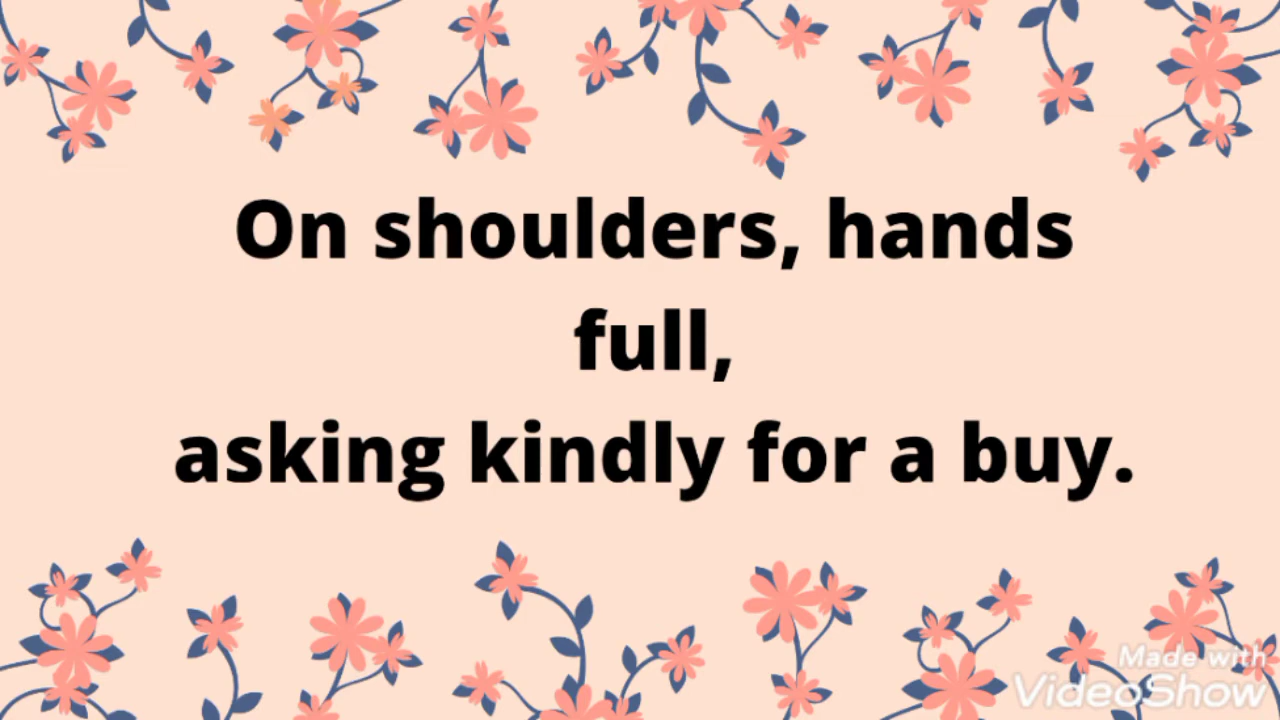 On shoulders, hands
full,
asking kindly for a buy.
Made with
VideoShow